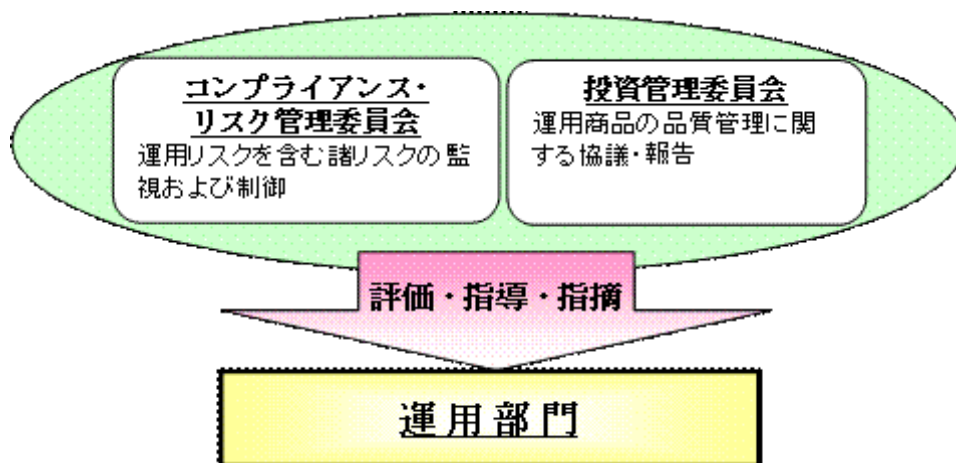 コンプライアンス・
リスク管理委員会
運用リスクを含む諸リスクの監
視および制御
投資管理委員会
運用商品の品質管理に関
する協議・報告
評価・指導・指摘
運用部門